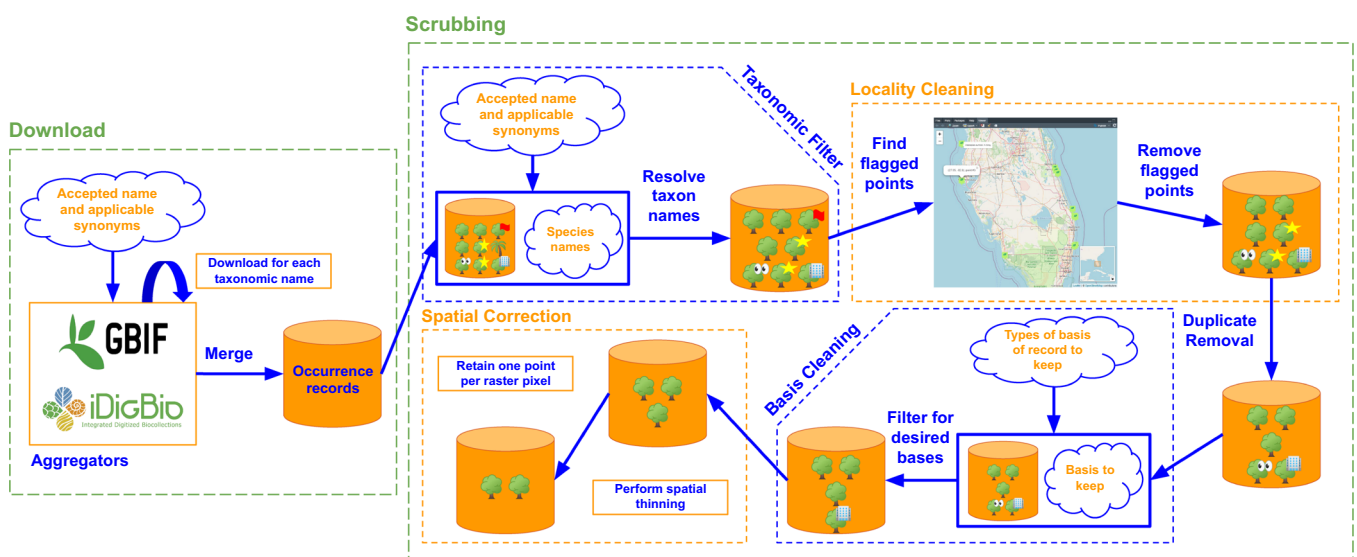 Scrubbing
Download
Accepted name
and applicable
synonyms
Download for each
taxonomic name
GBIF
iDigBio
Integrated Digitized Biocollections
Aggregators
Merge
Occurrence
records
Taxonomic Filter
Accepted name
and applicable
synonyms
Species
names
Resolve
taxon
names
Locality Cleaning
Find
flagged
points
Remove
flagged
points
Duplicate
Removal
Basis Cleaning
Types of basis
of record to
keep
Basis to
keep
Filter for
desired
bases
Spatial Correction
Retain one point
per raster pixel
Perform spatial
thinning